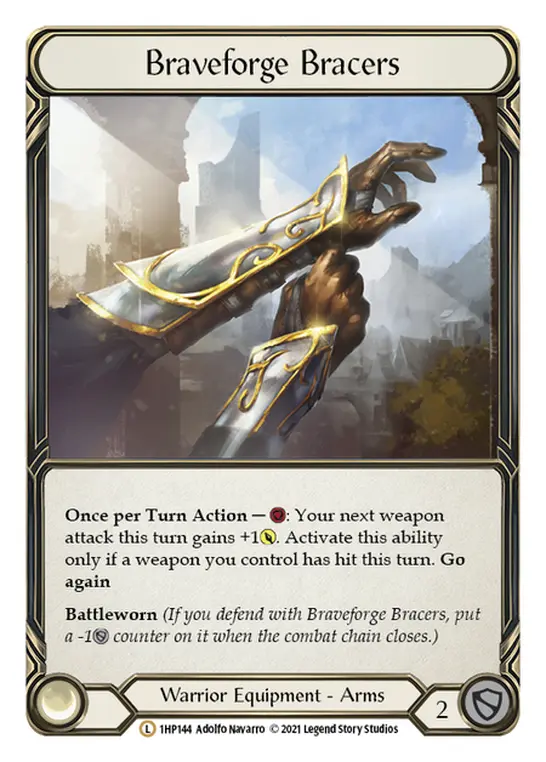 Braveforge Bracers
Once per Turn Action — : Your next weapon
attack this turn gains +1. Activate this ability
only if a weapon you control has hit this turn. Go
again
Battleworn (If you defend with Braveforge Bracers, put
a -1 counter on it when the combat chain closes.)
Warrior Equipment - Arms
2
L 1HP144 Adolfo Navarro © 2021 Legend Story Studios